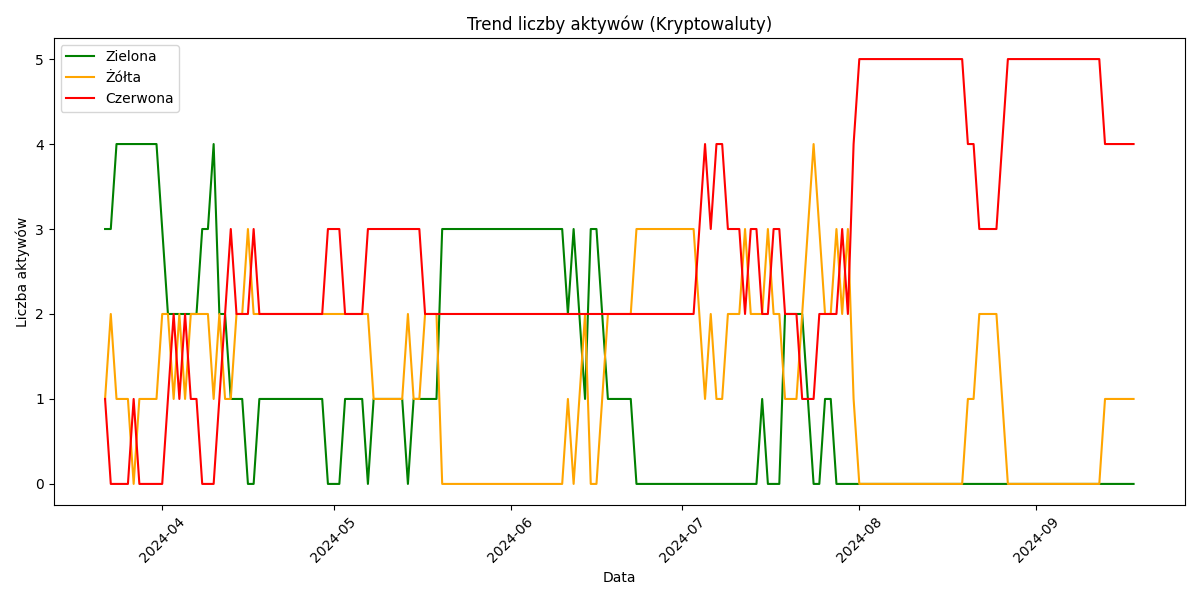 Trend liczby aktywów (Kryptowaluty)
Zielona
Żółta
Czerwona
Liczba aktywów
5
4
3
2
1
0
2024-04
2024-05
2024-06
2024-07
2024-08
2024-09
Data